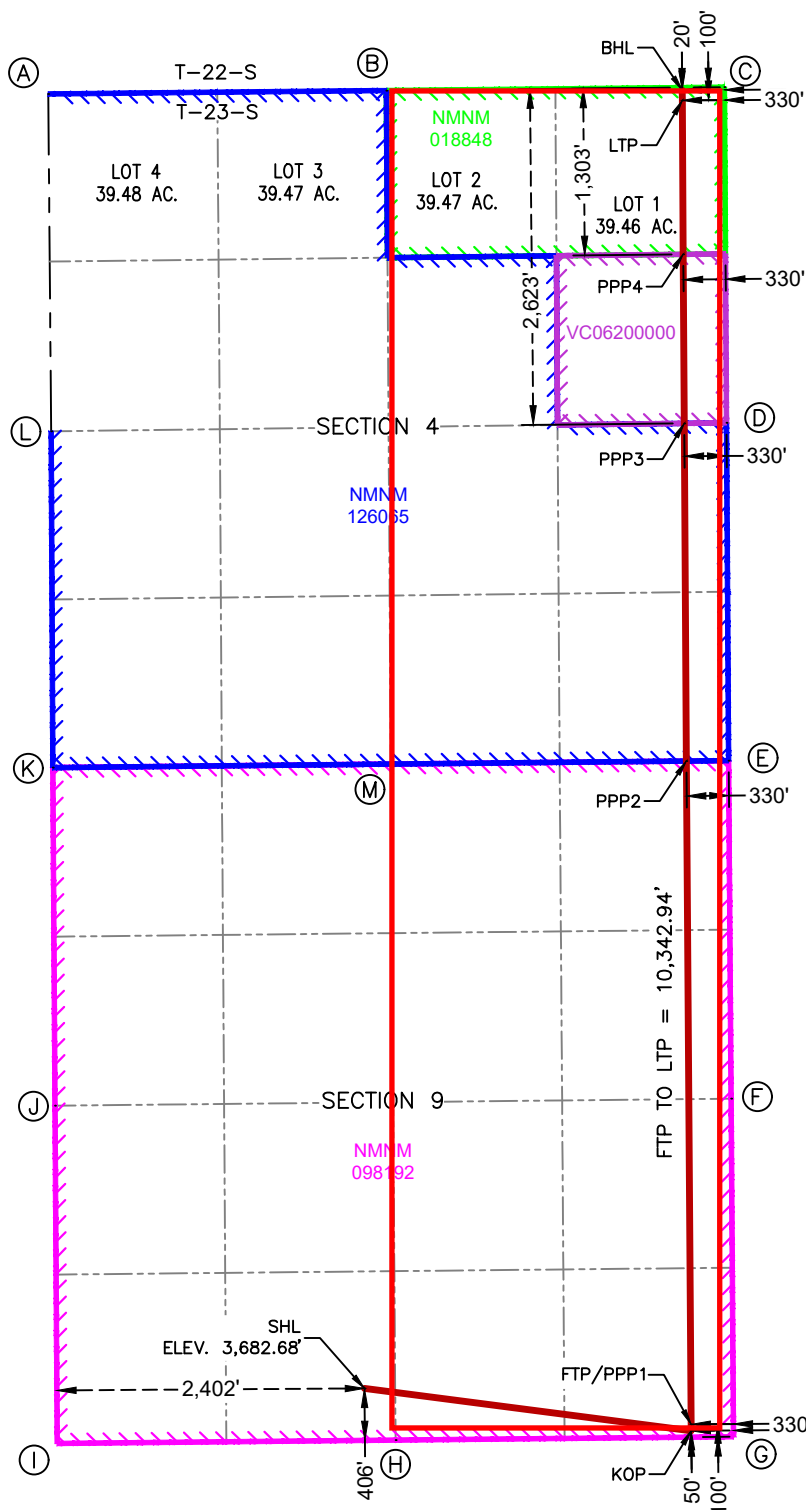 A
T-22-S
T-23-S
B
BHL
20'
100'
C
330'
NMNM
018848
LTP
LOT 4
39.48 AC.
LOT 3
39.47 AC.
LOT 2
39.47 AC.
1,303'
LOT 1
39.46 AC.
PPP4
330'
2,623'
VC06200000
L
SECTION 4
D
PPP3
330'
NMNM
126065
K
M
E
PPP2
330'
FTP TO LTP = 10,342.94'
J
SECTION 9
F
NMNM
098192
SHL
ELEV. 3,682.68'
2,402'
FTP/PPP1
330'
I
H
G
406'
KOP
50'
100'